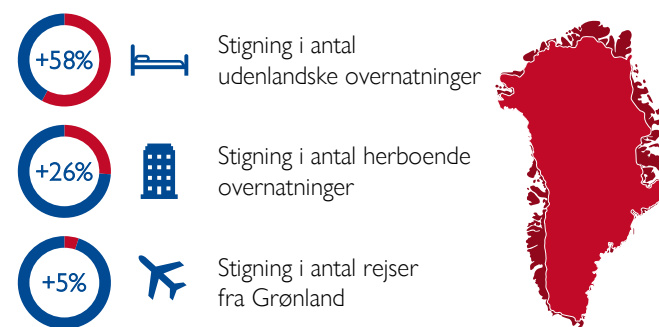 +58%
Stigning i antal
udenlandske overnatninger
+26%
Stigning i antal herboende
overnatninger
+5%
Stigning i antal rejser
fra Grønland